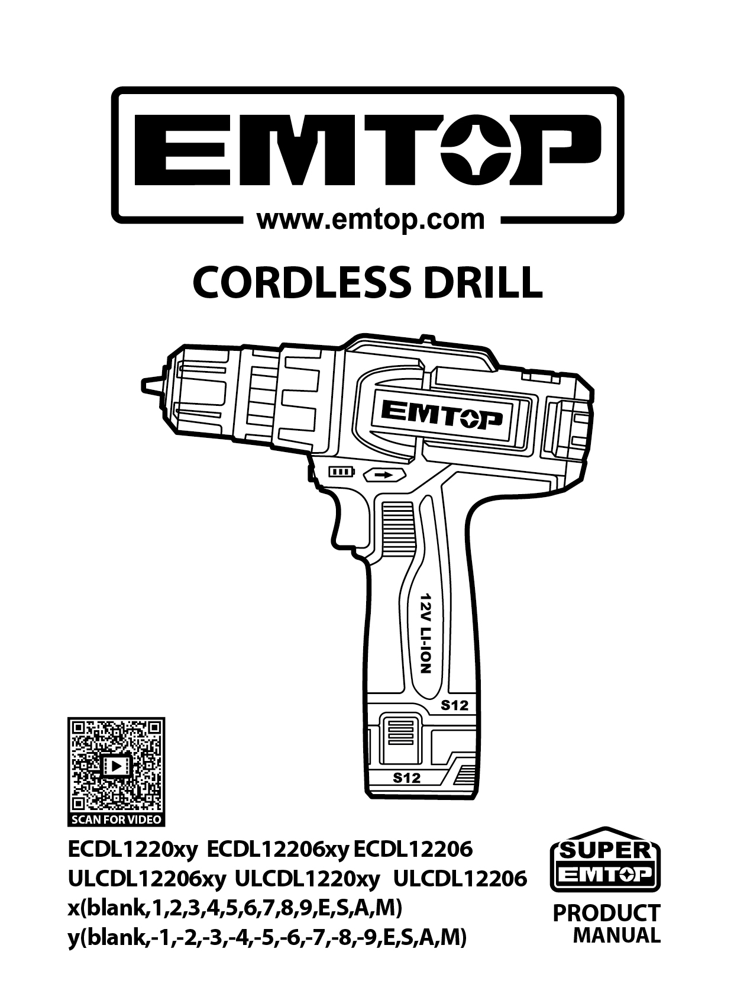 EMTOP
www.emtop.com
CORDLESS DRILL
EMTOP
12V LI-ION
S12
S12
SCAN FOR VIDEO
ECDL1220xy ECDL12206xy ECDL12206
ULCDL12206xy ULCDL1220xy ULCDL12206
x(blank,1,2,3,4,5,6,7,8,9,E,S,A,M)
y(blank,-1,-2,-3,-4,-5,-6,-7,-8,-9,E,S,A,M)
SUPER
EMTOP
PRODUCT
MANUAL